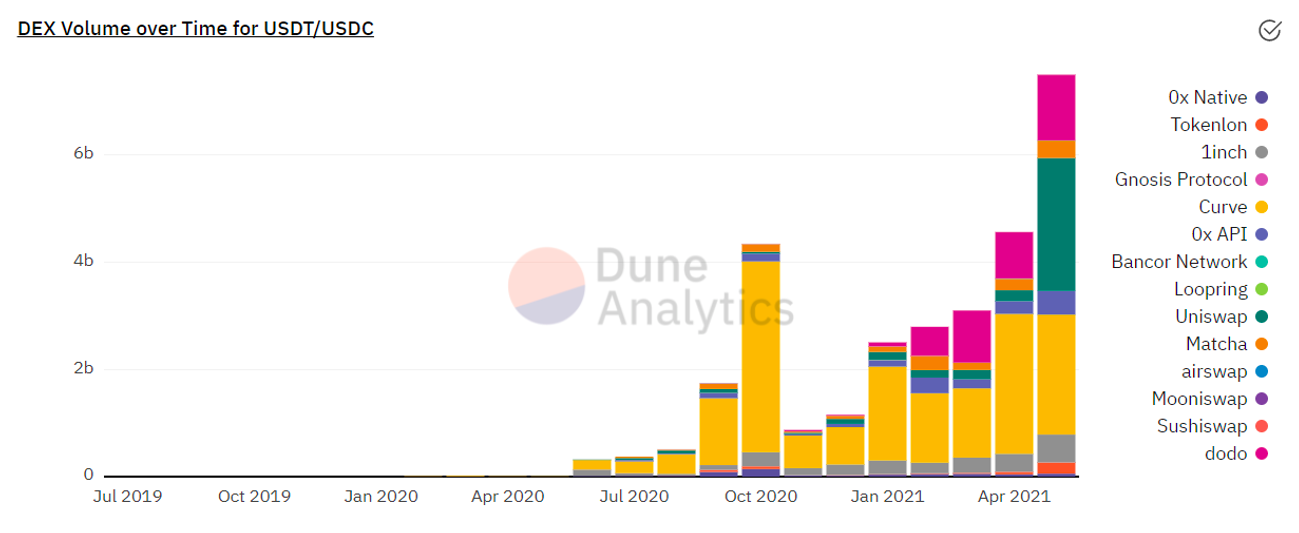 DEX Volume over Time for USDT/USDC
6b
4b
2b
0
Dune
Analytics
Jul 2019
Oct 2019
Jan 2020
Apr 2020
Jul 2020
Oct 2020
Jan 2021
Apr 2021
0x Native
Tokenlon
1inch
Gnosis Protocol
Curve
0x API
Bancor Network
Loopring
Uniswap
Matcha
airswap
Mooniswap
Sushiswap
dodo